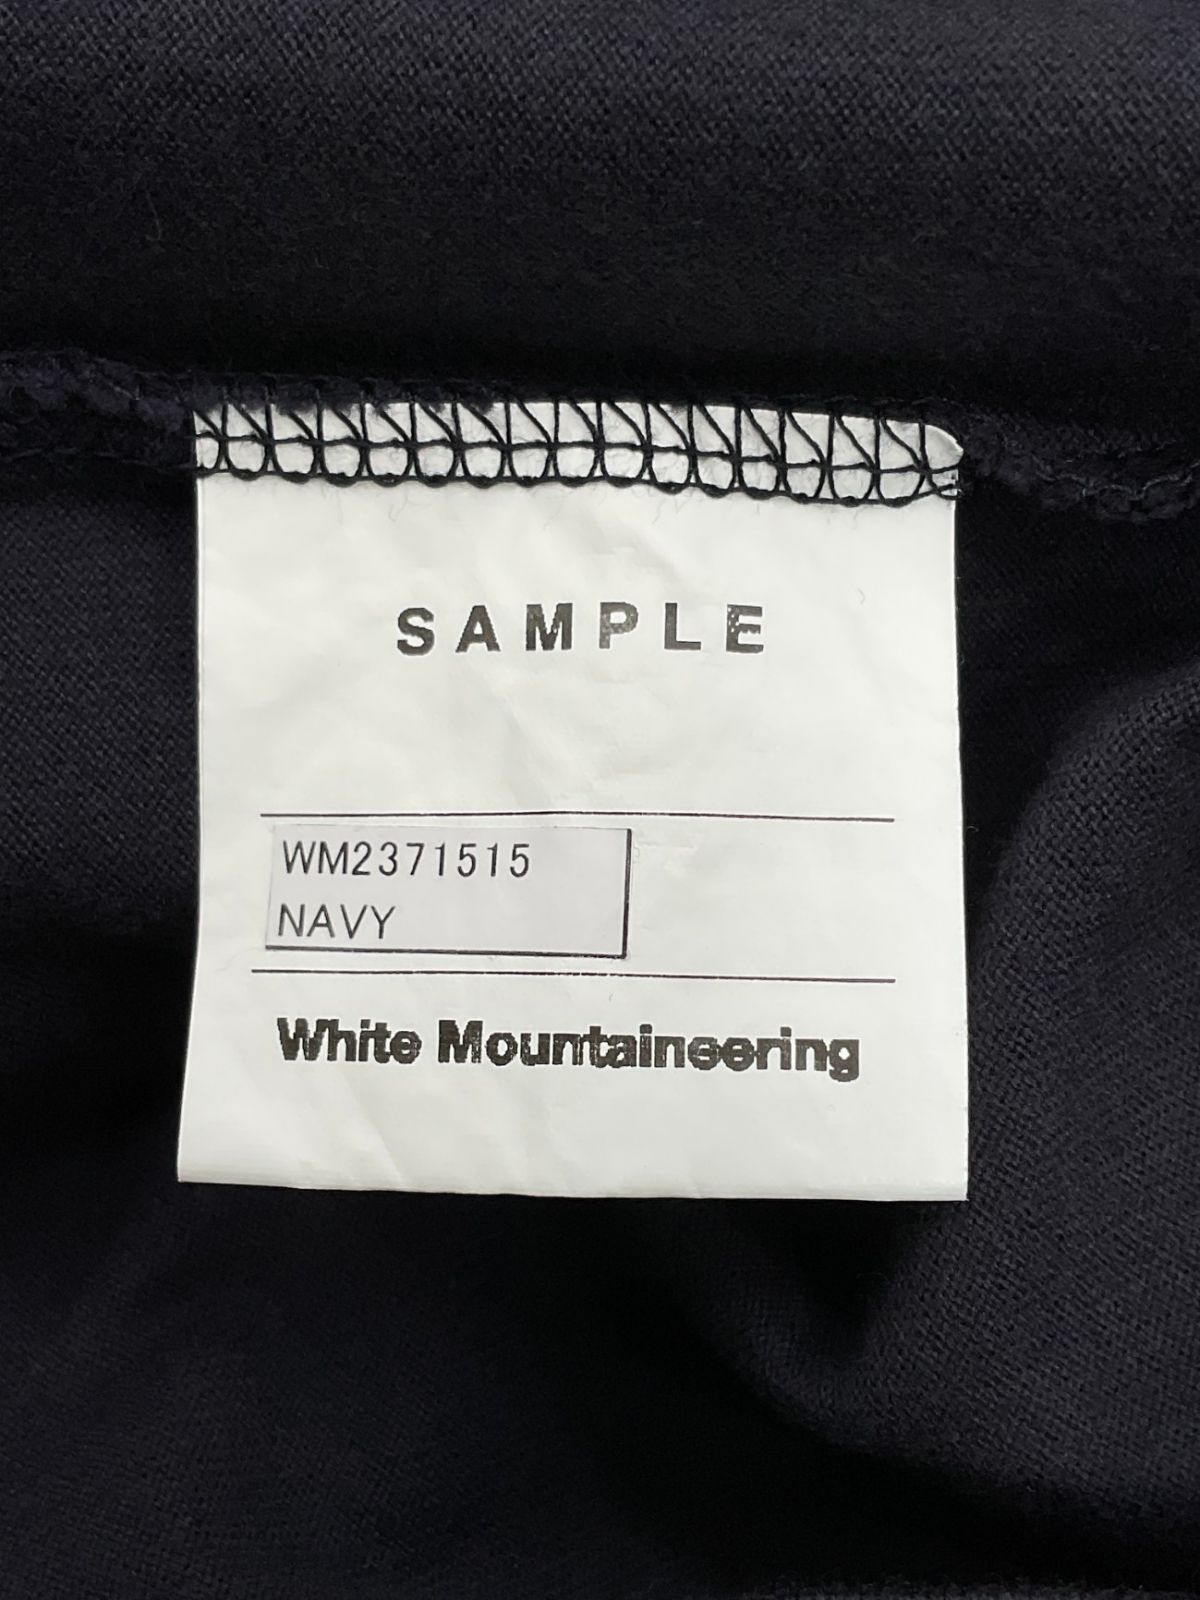 SAMPLE
WM2371515
NAVY
White Mountaineering